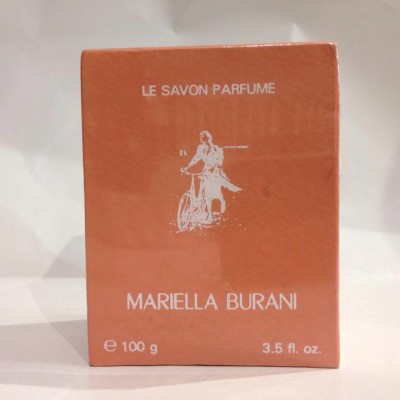 LE SAVON PARFUME
MARIELLA BURANI
℮ 100 g 3.5 fl. oz.